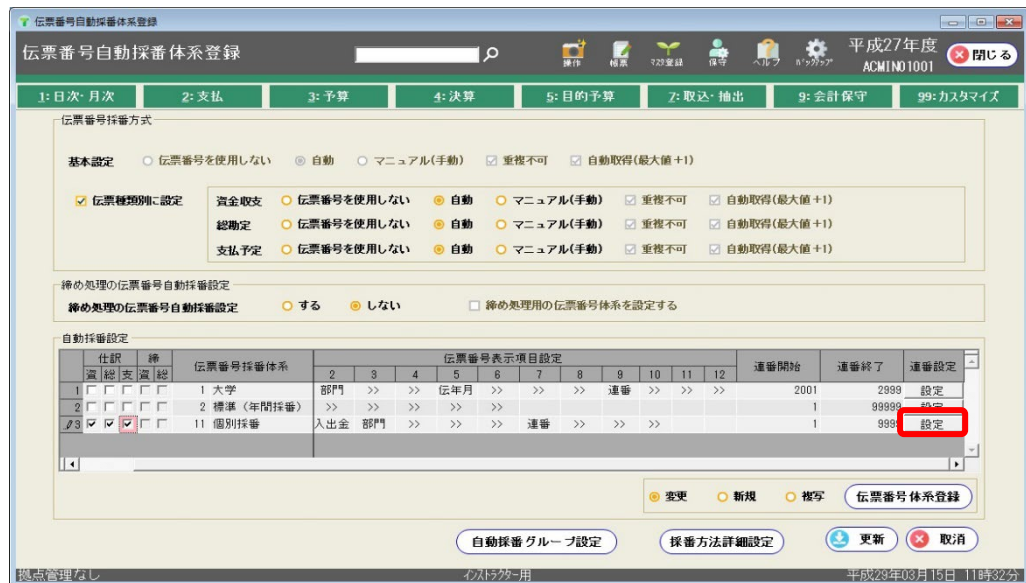 伝票番号自動採番体系登録
伝票番号自動採番体系登録 操作 帳票 マスタ登録 保守 ヘルプ ﾊﾞｯｸｱｯﾌﾟ 平成27年度 ACMIN01001 閉じる
1:日次・月次 2:支払 3:予算 4:決算 5:目的予算 7:取込・抽出 9:会計保守 99:カスタマイズ
伝票番号採番方式
基本設定 伝票番号を使用しない 自動 マニュアル(手動) 重複不可 自動取得(最大値+1)
伝票種類別に設定 資金収支 伝票番号を使用しない 自動 マニュアル(手動) 重複不可 自動取得(最大値+1)
総勘定 伝票番号を使用しない 自動 マニュアル(手動) 重複不可 自動取得(最大値+1)
支払予定 伝票番号を使用しない 自動 マニュアル(手動) 重複不可 自動取得(最大値+1)
締め処理の伝票番号自動採番設定
締め処理の伝票番号自動採番設定 する しない 締め処理用の伝票番号体系を設定する
自動採番設定
仕訳 締 伝票番号採番体系 伝票番号表示項目設定 連番開始 連番終了 連番設定
資 総 支 資 総 2 3 4 5 6 7 8 9 10 11 12
1 1 大学 部門 >> >> 伝年月 >> >> >> 連番 >> >> >> 2001 2999 設定
2 2 標準（年間採番） >> >> >> >> >> 1 99999 設定
3 11 個別採番 入出金 部門 >> >> >> 連番 >> >> >> 1 9999 設定
変更 新規 複写 伝票番号体系登録
自動採番グループ設定 採番方法詳細設定 更新 取消
拠点管理なし ｲﾝｽﾄﾗｸﾀｰ用 平成29年03月15日 11時32分